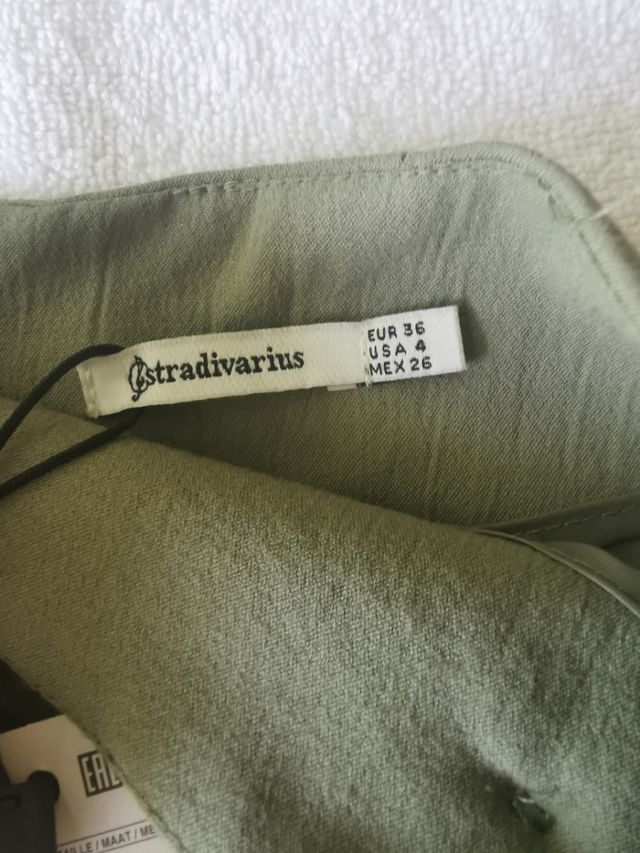 stradivarius
EUR 36
USA 4
MEX 26
EAC
TAILLE / MAAT / ME